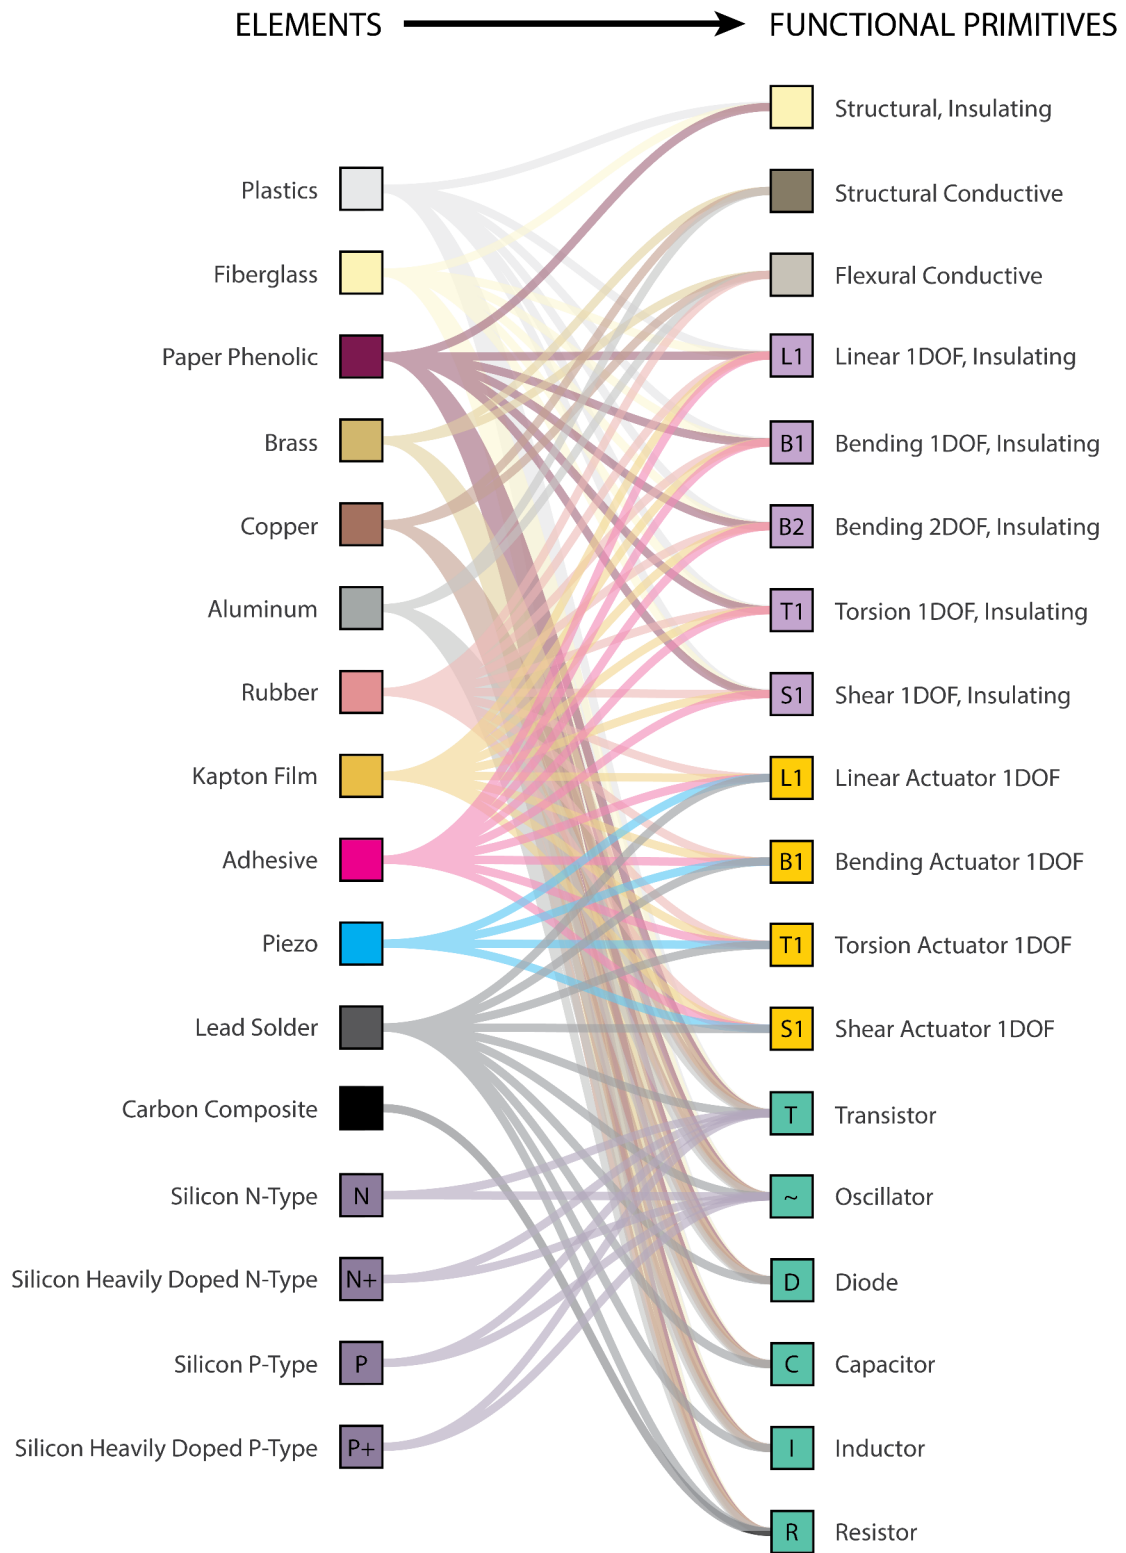 ELEMENTS
FUNCTIONAL PRIMITIVES
Plastics
Fiberglass
Paper Phenolic
Brass
Copper
Aluminum
Rubber
Kapton Film
Adhesive
Piezo
Lead Solder
Carbon Composite
Silicon N-Type N
Silicon Heavily Doped N-Type N+
Silicon P-Type P
Silicon Heavily Doped P-Type P+
Structural, Insulating
Structural Conductive
Flexural Conductive
L1 Linear 1DOF, Insulating
B1 Bending 1DOF, Insulating
B2 Bending 2DOF, Insulating
T1 Torsion 1DOF, Insulating
S1 Shear 1DOF, Insulating
L1 Linear Actuator 1DOF
B1 Bending Actuator 1DOF
T1 Torsion Actuator 1DOF
S1 Shear Actuator 1DOF
T Transistor
~ Oscillator
D Diode
C Capacitor
I Inductor
R Resistor